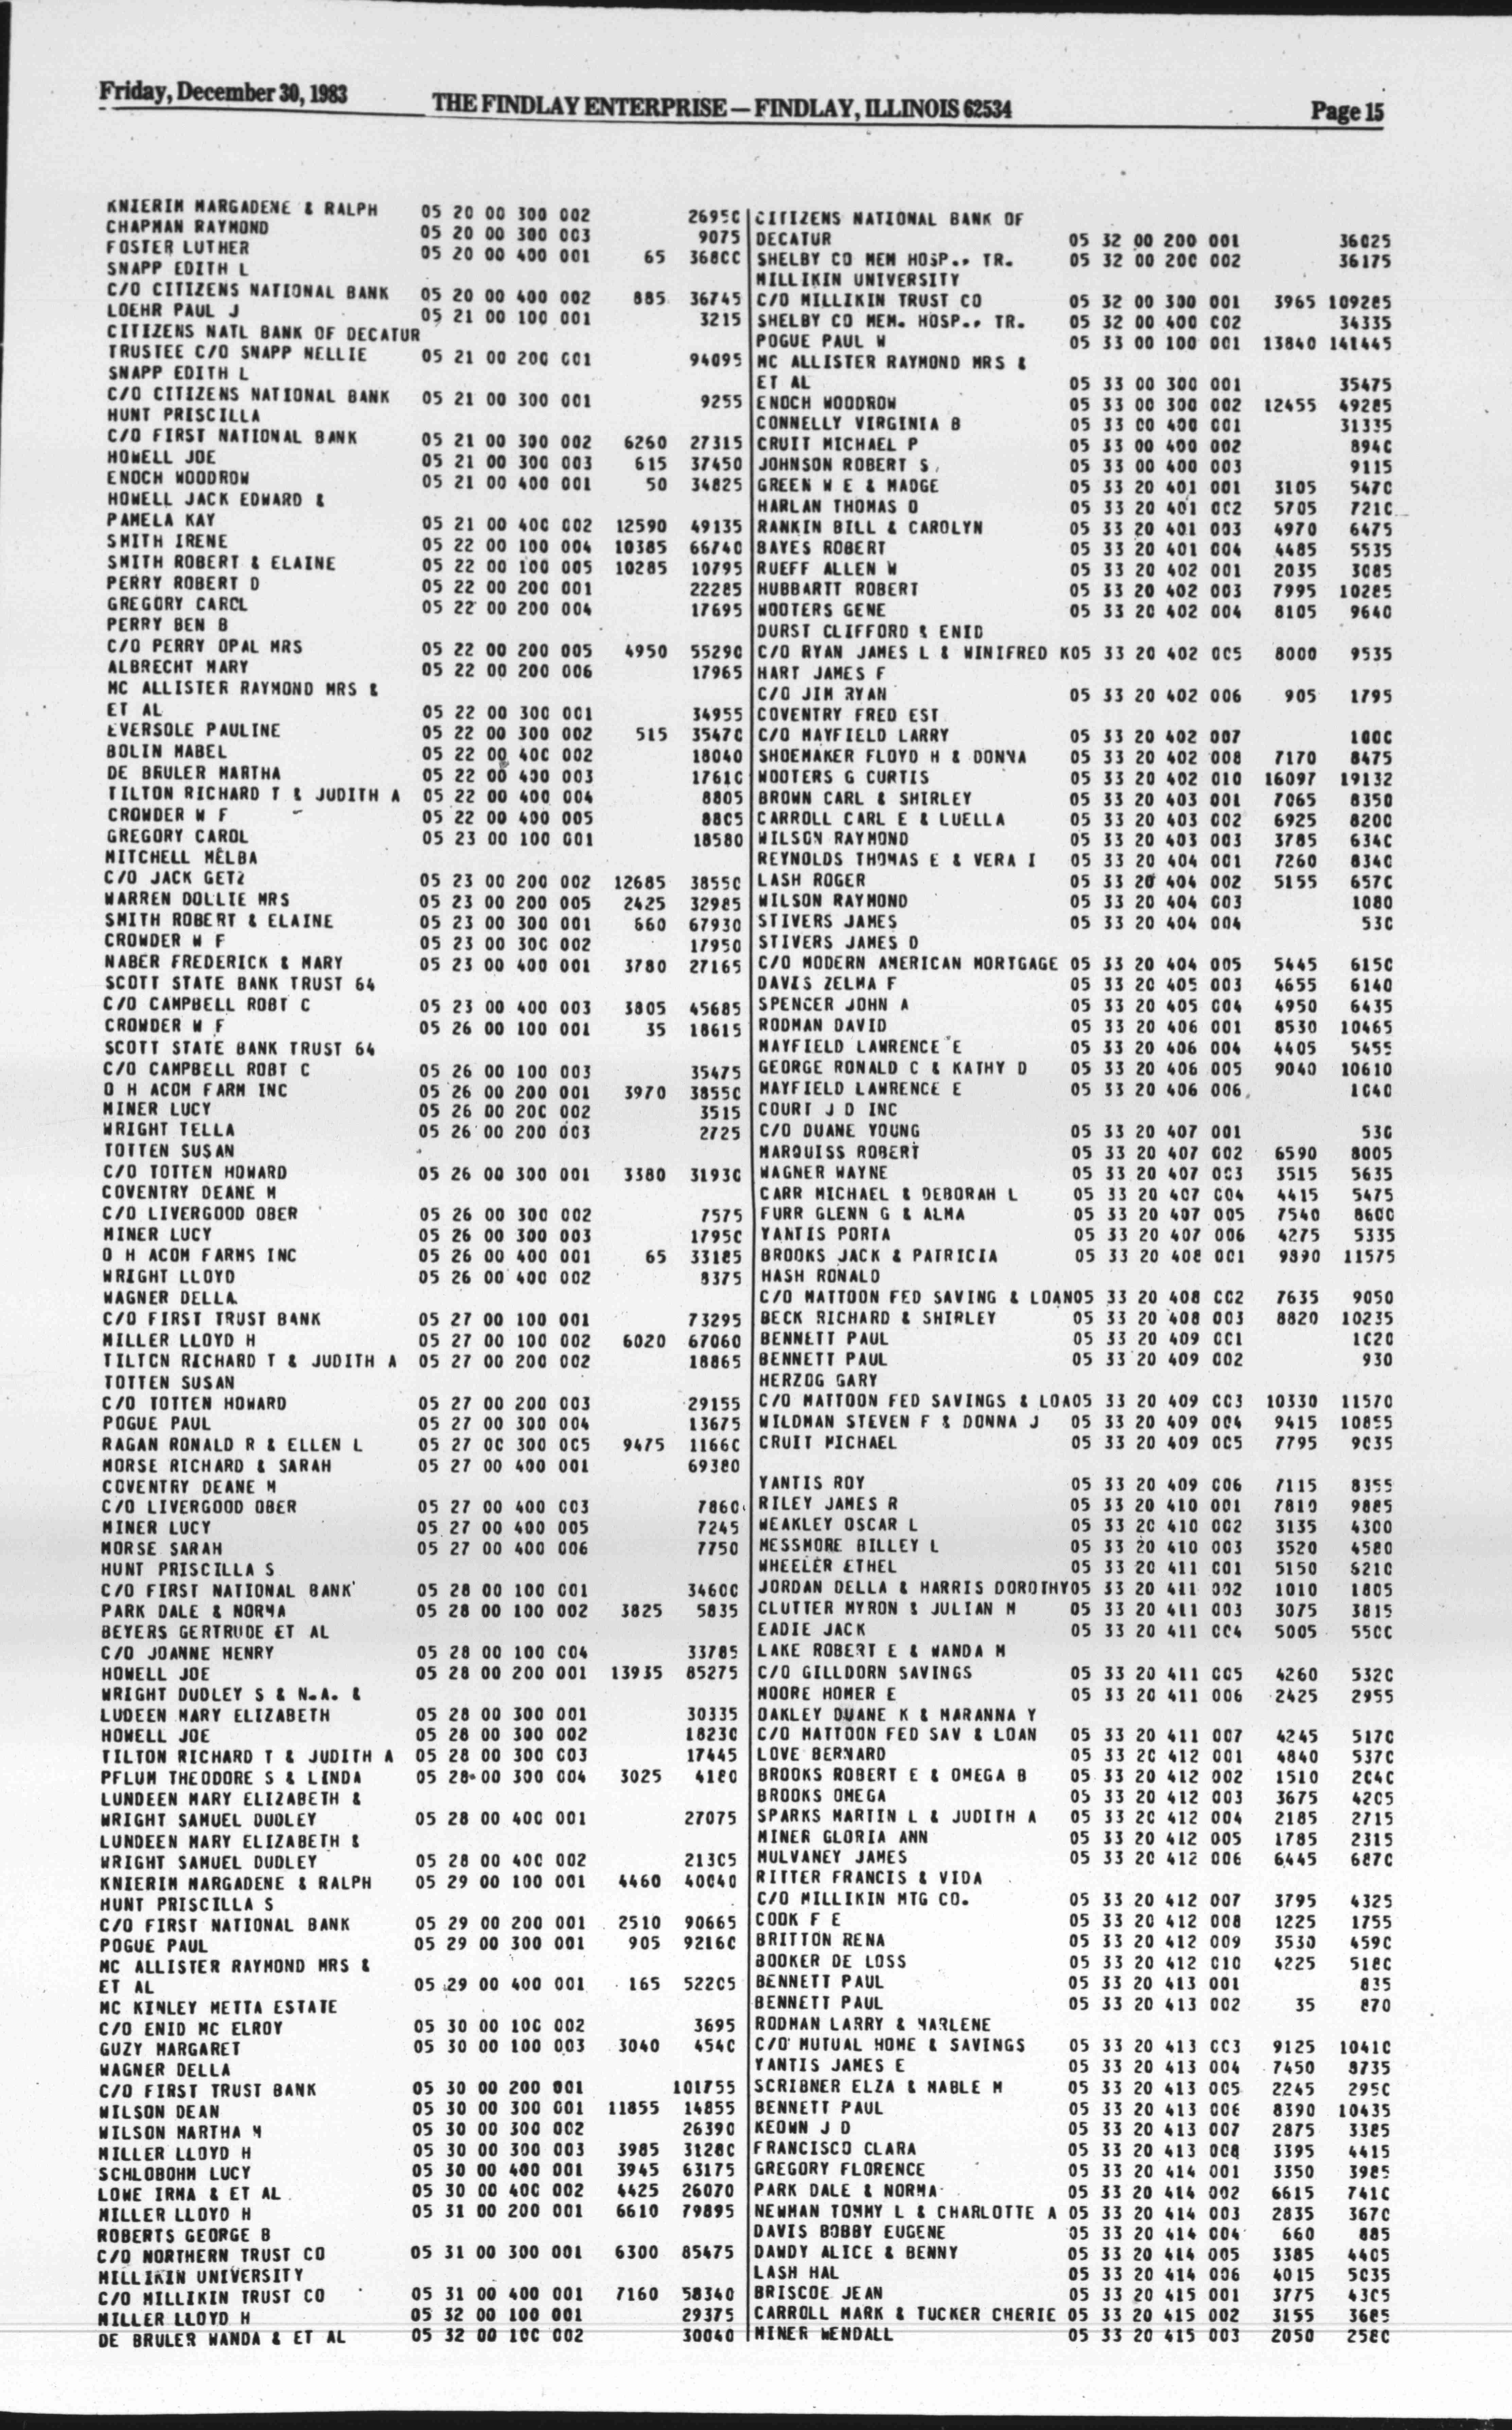 Friday, December 30, 1983
THE FINDLAY ENTERPRISE — FINDLAY, ILLINOIS 62534
Page 15
KNIERIM MARGADENE & RALPH 05 20 00 300 002 26950
CHAPMAN RAYMOND 05 20 00 300 003 9075
FOSTER LUTHER 05 20 00 400 001 65 36800
SNAPP EDITH L
C/O CITIZENS NATIONAL BANK 05 20 00 400 002 885 36745
LOEHR PAUL J 05 21 00 100 001 3215
CITIZENS NATL BANK OF DECATUR
TRUSTEE C/O SNAPP NELLIE 05 21 00 200 001 94095
SNAPP EDITH L
C/O CITIZENS NATIONAL BANK 05 21 00 300 001 9255
HUNT PRISCILLA
C/O FIRST NATIONAL BANK 05 21 00 300 002 6260 27315
HOWELL JOE 05 21 00 300 003 615 37450
ENOCH WOODROW 05 21 00 400 001 50 34825
HOWELL JACK EDWARD &
PAMELA KAY 05 21 00 400 002 12590 49135
SMITH IRENE 05 22 00 100 004 10385 66740
SMITH ROBERT & ELAINE 05 22 00 100 005 10285 10795
PERRY ROBERT D 05 22 00 200 001 22285
GREGORY CAROL 05 22 00 200 004 17695
PERRY BEN B
C/O PERRY OPAL MRS 05 22 00 200 005 4950 55290
ALBRECHT MARY 05 22 00 200 006 17965
MC ALLISTER RAYMOND MRS &
ET AL 05 22 00 300 001 34955
EVERSOLE PAULINE 05 22 00 300 002 515 35470
BOLIN MABEL 05 22 00 400 002 18040
DE BRULER MARTHA 05 22 00 400 003 17610
TILTON RICHARD T & JUDITH A 05 22 00 400 004 8805
CROWDER W F 05 22 00 400 005 8805
GREGORY CAROL 05 23 00 100 001 18580
MITCHELL MELBA
C/O JACK GETZ 05 23 00 200 002 12685 38550
WARREN DOLLIE MRS 05 23 00 200 005 2425 32985
SMITH ROBERT & ELAINE 05 23 00 300 001 660 67930
CROWDER W F 05 23 00 300 002 17950
NABER FREDERICK & MARY 05 23 00 400 001 3780 27165
SCOTT STATE BANK TRUST 64
C/O CAMPBELL ROBT C 05 23 00 400 003 3805 45685
CROWDER W F 05 26 00 100 001 35 18615
SCOTT STATE BANK TRUST 64
C/O CAMPBELL ROBT C 05 26 00 100 003 35475
O H ACOM FARM INC 05 26 00 200 001 3970 38550
MINER LUCY 05 26 00 200 002 3515
WRIGHT TELLA 05 26 00 200 003 2725
TOTTEN SUSAN
C/O TOTTEN HOWARD 05 26 00 300 001 3380 31930
COVENTRY DEANE M
C/O LIVERGOOD OBER 05 26 00 300 002 7575
MINER LUCY 05 26 00 300 003 17950
O H ACOM FARMS INC 05 26 00 400 001 65 33185
WRIGHT LLOYD 05 26 00 400 002 8375
WAGNER DELLA
C/O FIRST TRUST BANK 05 27 00 100 001 73295
MILLER LLOYD H 05 27 00 100 002 6020 67060
TILTON RICHARD T & JUDITH A 05 27 00 200 002 18865
TOTTEN SUSAN
C/O TOTTEN HOWARD 05 27 00 200 003 29155
POGUE PAUL 05 27 00 300 004 13675
RAGAN RONALD R & ELLEN L 05 27 00 300 005 9475 11660
MORSE RICHARD & SARAH 05 27 00 400 001 69380
COVENTRY DEANE M
C/O LIVERGOOD OBER 05 27 00 400 003 7860
MINER LUCY 05 27 00 400 005 7245
MORSE SARAH 05 27 00 400 006 7750
HUNT PRISCILLA S
C/O FIRST NATIONAL BANK 05 28 00 100 001 34600
PARK DALE & NORMA 05 28 00 100 002 3825 5835
BEYERS GERTRUDE ET AL
C/O JOANNE HENRY 05 28 00 100 004 33785
HOWELL JOE 05 28 00 200 001 13935 85275
WRIGHT DUDLEY S & N.A. &
LUDEEN MARY ELIZABETH 05 28 00 300 001 30335
HOWELL JOE 05 28 00 300 002 18230
TILTON RICHARD T & JUDITH A 05 28 00 300 003 17445
PFLUM THEODORE S & LINDA 05 28 00 300 004 3025 4180
LUNDEEN MARY ELIZABETH &
WRIGHT SAMUEL DUDLEY 05 28 00 400 001 27075
LUNDEEN MARY ELIZABETH &
WRIGHT SAMUEL DUDLEY 05 28 00 400 002 21305
KNIERIM MARGADENE & RALPH 05 29 00 100 001 4460 40040
HUNT PRISCILLA S
C/O FIRST NATIONAL BANK 05 29 00 200 001 2510 90665
POGUE PAUL 05 29 00 300 001 905 92160
MC ALLISTER RAYMOND MRS &
ET AL 05 29 00 400 001 165 52205
MC KINLEY METTA ESTATE
C/O ENID MC ELROY 05 30 00 100 002 3695
GUZY MARGARET 05 30 00 100 003 3040 4540
WAGNER DELLA
C/O FIRST TRUST BANK 05 30 00 200 001 101755
WILSON DEAN 05 30 00 300 001 11855 14855
WILSON MARTHA M 05 30 00 300 002 26390
MILLER LLOYD H 05 30 00 300 003 3985 31280
SCHLOBOHM LUCY 05 30 00 400 001 3945 63175
LOWE IRMA & ET AL 05 30 00 400 002 4425 26070
MILLER LLOYD H 05 31 00 200 001 6610 79895
ROBERTS GEORGE B
C/O NORTHERN TRUST CO 05 31 00 300 001 6300 85475
MILLIKIN UNIVERSITY
C/O MILLIKIN TRUST CO 05 31 00 400 001 7160 58340
MILLER LLOYD H 05 32 00 100 001 29375
DE BRULER WANDA & ET AL 05 32 00 100 002 30040
CITIZENS NATIONAL BANK OF
DECATUR 05 32 00 200 001 36025
SHELBY CO MEM HOSP., TR. 05 32 00 200 002 36175
MILLIKIN UNIVERSITY
C/O MILLIKIN TRUST CO 05 32 00 300 001 3965 109285
SHELBY CO MEM. HOSP., TR. 05 32 00 400 002 34335
POGUE PAUL W 05 33 00 100 001 13840 141445
MC ALLISTER RAYMOND MRS &
ET AL 05 33 00 300 001 35475
ENOCH WOODROW 05 33 00 300 002 12455 49285
CONNELLY VIRGINIA B 05 33 00 400 001 31335
CRUIT MICHAEL P 05 33 00 400 002 8940
JOHNSON ROBERT S 05 33 00 400 003 9115
GREEN W E & MADGE 05 33 20 401 001 3105 5470
HARLAN THOMAS O 05 33 20 401 002 5705 7210
RANKIN BILL & CAROLYN 05 33 20 401 003 4970 6475
BAYES ROBERT 05 33 20 401 004 4485 5535
RUEFF ALLEN W 05 33 20 402 001 2035 3085
HUBBARTT ROBERT 05 33 20 402 003 7995 10285
WOOTERS GENE 05 33 20 402 004 8105 9640
DURST CLIFFORD & ENID
C/O RYAN JAMES L & WINIFRED K05 33 20 402 005 8000 9535
HART JAMES F
C/O JIM RYAN 05 33 20 402 006 905 1795
COVENTRY FRED EST
C/O MAYFIELD LARRY 05 33 20 402 007 1000
SHOEMAKER FLOYD H & DONNA 05 33 20 402 008 7170 8475
WOOTERS G CURTIS 05 33 20 402 010 16097 19132
BROWN CARL & SHIRLEY 05 33 20 403 001 7065 8350
CARROLL CARL E & LUELLA 05 33 20 403 002 6925 8200
WILSON RAYMOND 05 33 20 403 003 3785 6340
REYNOLDS THOMAS E & VERA I 05 33 20 404 001 7260 8340
LASH ROGER 05 33 20 404 002 5155 6570
WILSON RAYMOND 05 33 20 404 003 1080
STIVERS JAMES 05 33 20 404 004 530
STIVERS JAMES D
C/O MODERN AMERICAN MORTGAGE 05 33 20 404 005 5445 6150
DAVIS ZELMA F 05 33 20 405 003 4655 6140
SPENCER JOHN A 05 33 20 405 004 4950 6435
RODMAN DAVID 05 33 20 406 001 8530 10465
MAYFIELD LAWRENCE E 05 33 20 406 004 4405 5455
GEORGE RONALD C & KATHY D 05 33 20 406 005 9040 10610
MAYFIELD LAWRENCE E 05 33 20 406 006 1040
COURT J D INC
C/O DUANE YOUNG 05 33 20 407 001 530
MARQUISS ROBERT 05 33 20 407 002 6590 8005
WAGNER WAYNE 05 33 20 407 003 3515 5635
CARR MICHAEL & DEBORAH L 05 33 20 407 004 4415 5475
FURR GLENN G & ALMA 05 33 20 407 005 7540 8600
YANTIS PORTA 05 33 20 407 006 4275 5335
BROOKS JACK & PATRICIA 05 33 20 408 001 9890 11575
HASH RONALD
C/O MATTOON FED SAVING & LOAN05 33 20 408 002 7635 9050
BECK RICHARD & SHIRLEY 05 33 20 408 003 8820 10235
BENNETT PAUL 05 33 20 409 001 1020
BENNETT PAUL 05 33 20 409 002 930
HERZOG GARY
C/O MATTOON FED SAVINGS & LOA05 33 20 409 003 10330 11570
WILDMAN STEVEN F & DONNA J 05 33 20 409 004 9415 10855
CRUIT MICHAEL 05 33 20 409 005 7795 9035
YANTIS ROY 05 33 20 409 006 7115 8355
RILEY JAMES R 05 33 20 410 001 7810 9885
WEAKLEY OSCAR L 05 33 20 410 002 3135 4300
MESSMORE BILLEY L 05 33 20 410 003 3520 4580
WHEELER ETHEL 05 33 20 411 001 5150 6210
JORDAN DELLA & HARRIS DOROTHY05 33 20 411 002 1010 1805
CLUTTER MYRON & JULIAN M 05 33 20 411 003 3075 3815
EADIE JACK 05 33 20 411 004 5005 5500
LAKE ROBERT E & WANDA M
C/O GILLDORN SAVINGS 05 33 20 411 005 4260 5320
MOORE HOMER E 05 33 20 411 006 2425 2955
OAKLEY DUANE K & MARANNA Y
C/O MATTOON FED SAV & LOAN 05 33 20 411 007 4245 5170
LOVE BERNARD 05 33 20 412 001 4840 5370
BROOKS ROBERT E & OMEGA B 05 33 20 412 002 1510 2040
BROOKS OMEGA 05 33 20 412 003 3675 4205
SPARKS MARTIN L & JUDITH A 05 33 20 412 004 2185 2715
MINER GLORIA ANN 05 33 20 412 005 1785 2315
MULVANEY JAMES 05 33 20 412 006 6445 6870
RITTER FRANCIS & VIDA
C/O MILLIKIN MTG CO. 05 33 20 412 007 3795 4325
COOK F E 05 33 20 412 008 1225 1755
BRITTON RENA 05 33 20 412 009 3530 4590
BOOKER DE LOSS 05 33 20 412 010 4225 5180
BENNETT PAUL 05 33 20 413 001 835
BENNETT PAUL 05 33 20 413 002 35 870
RODMAN LARRY & MARLENE
C/O MUTUAL HOME & SAVINGS 05 33 20 413 003 9125 10410
YANTIS JAMES E 05 33 20 413 004 7450 8735
SCRIBNER ELZA & MABLE M 05 33 20 413 005 2245 2950
BENNETT PAUL 05 33 20 413 006 8390 10435
KEOWN J D 05 33 20 413 007 2875 3385
FRANCISCO CLARA 05 33 20 413 008 3395 4415
GREGORY FLORENCE 05 33 20 414 001 3350 3985
PARK DALE & NORMA 05 33 20 414 002 6615 7410
NEWMAN TOMMY L & CHARLOTTE A 05 33 20 414 003 2835 3670
DAVIS BOBBY EUGENE 05 33 20 414 004 660 885
DAWDY ALICE & BENNY 05 33 20 414 005 3385 4405
LASH HAL 05 33 20 414 006 4015 5035
BRISCOE JEAN 05 33 20 415 001 3775 4305
CARROLL MARK & TUCKER CHERIE 05 33 20 415 002 3155 3685
MINER WENDALL 05 33 20 415 003 2050 2580